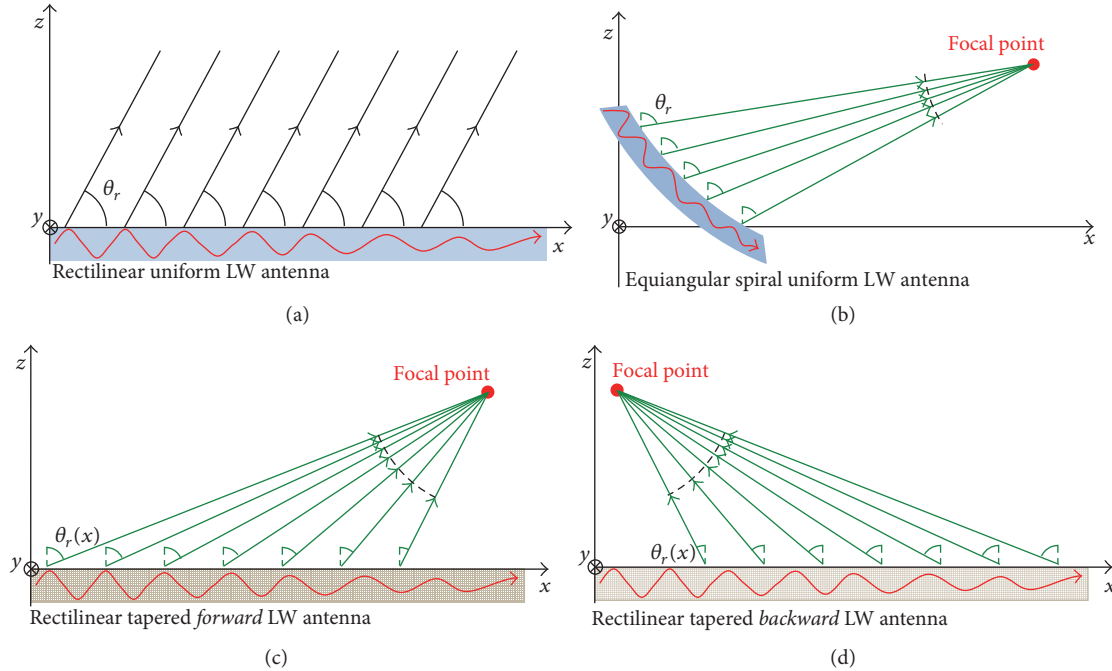 z
θr
y
x
Rectilinear uniform LW antenna
(a)
z
Focal point
θr
y
x
Equiangular spiral uniform LW antenna
(b)
z
Focal point
θr(x)
y
x
Rectilinear tapered forward LW antenna
(c)
z
Focal point
y
θr(x)
x
Rectilinear tapered backward LW antenna
(d)